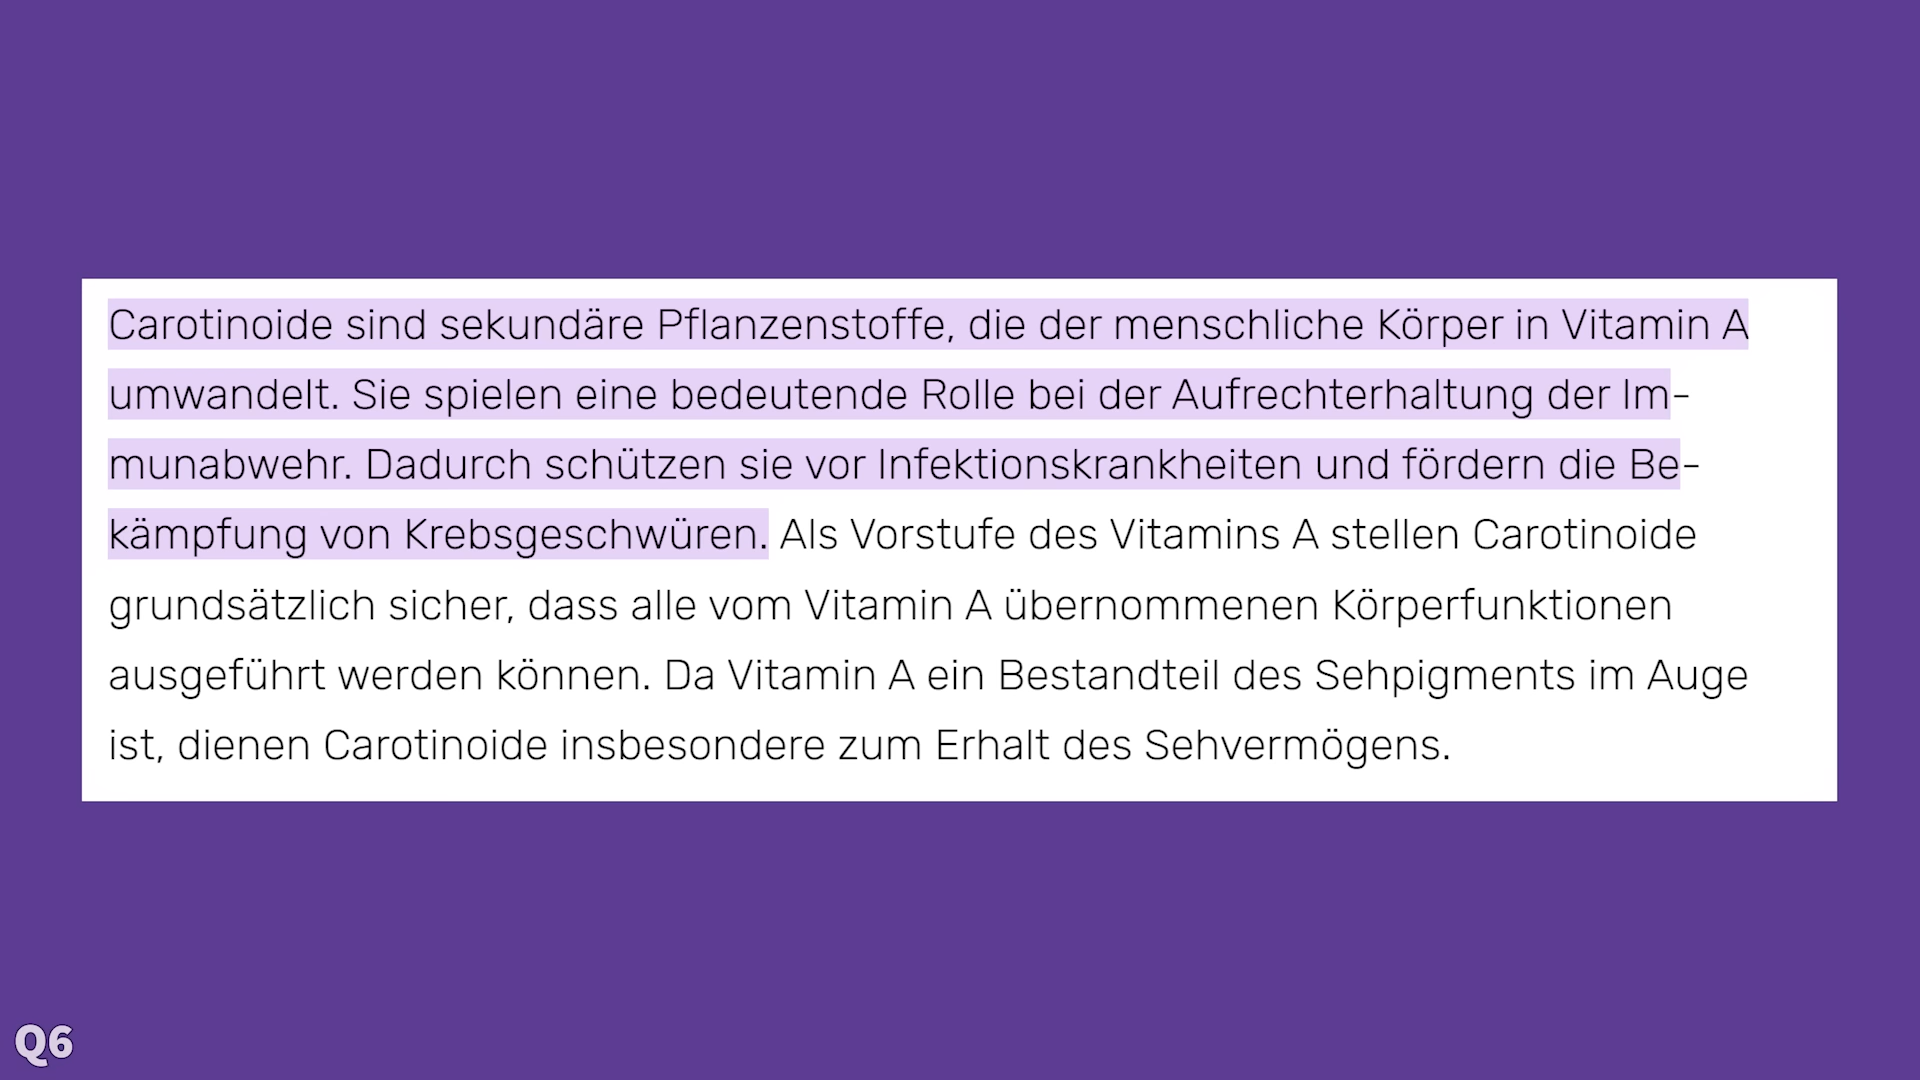 Carotinoide sind sekundäre Pflanzenstoffe, die der menschliche Körper in Vitamin A
umwandelt. Sie spielen eine bedeutende Rolle bei der Aufrechterhaltung der Im-
munabwehr. Dadurch schützen sie vor Infektionskrankheiten und fördern die Be-
kämpfung von Krebsgeschwüren. Als Vorstufe des Vitamins A stellen Carotinoide
grundsätzlich sicher, dass alle vom Vitamin A übernommenen Körperfunktionen
ausgeführt werden können. Da Vitamin A ein Bestandteil des Sehpigments im Auge
ist, dienen Carotinoide insbesondere zum Erhalt des Sehvermögens.
Q6